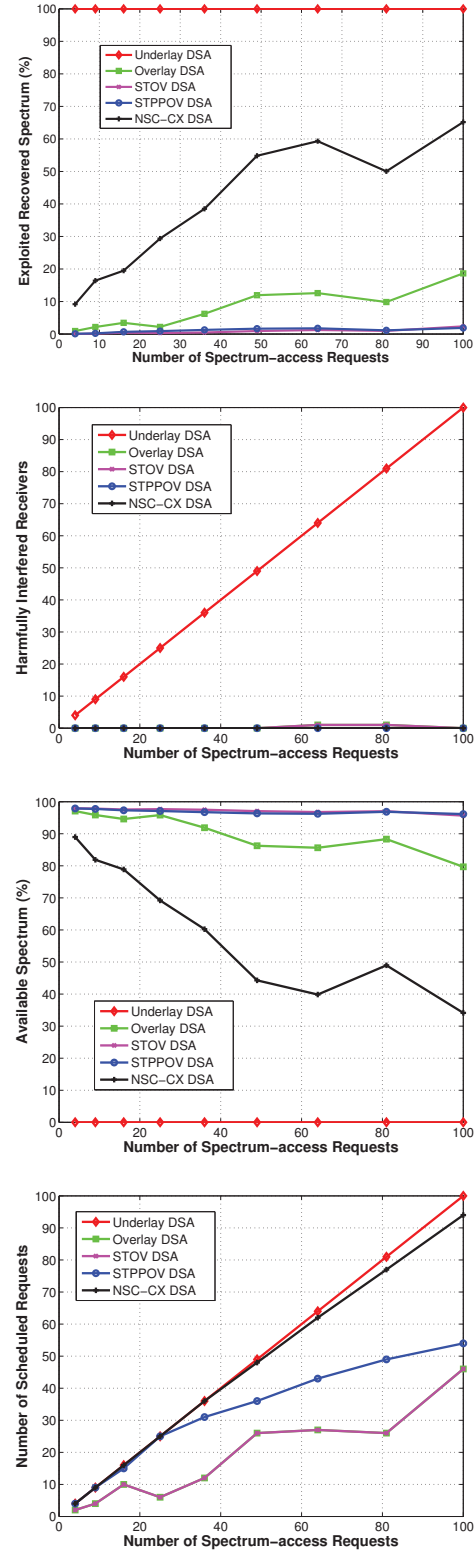 100
90
80
70
60
50
40
30
20
10
0
Exploited Recovered Spectrum (%)
Underlay DSA
Overlay DSA
STOV DSA
STPPOV DSA
NSC−CX DSA
0 10 20 30 40 50 60 70 80 90 100
Number of Spectrum−access Requests
100
90
80
70
60
50
40
30
20
10
0
Harmfully Interfered Receivers
Underlay DSA
Overlay DSA
STOV DSA
STPPOV DSA
NSC−CX DSA
0 20 40 60 80 100
Number of Spectrum−access Requests
100
90
80
70
60
50
40
30
20
10
0
Available Spectrum (%)
Underlay DSA
Overlay DSA
STOV DSA
STPPOV DSA
NSC−CX DSA
0 20 40 60 80 100
Number of Spectrum−access Requests
100
90
80
70
60
50
40
30
20
10
0
Number of Scheduled Requests
Underlay DSA
Overlay DSA
STOV DSA
STPPOV DSA
NSC−CX DSA
0 20 40 60 80 100
Number of Spectrum−access Requests